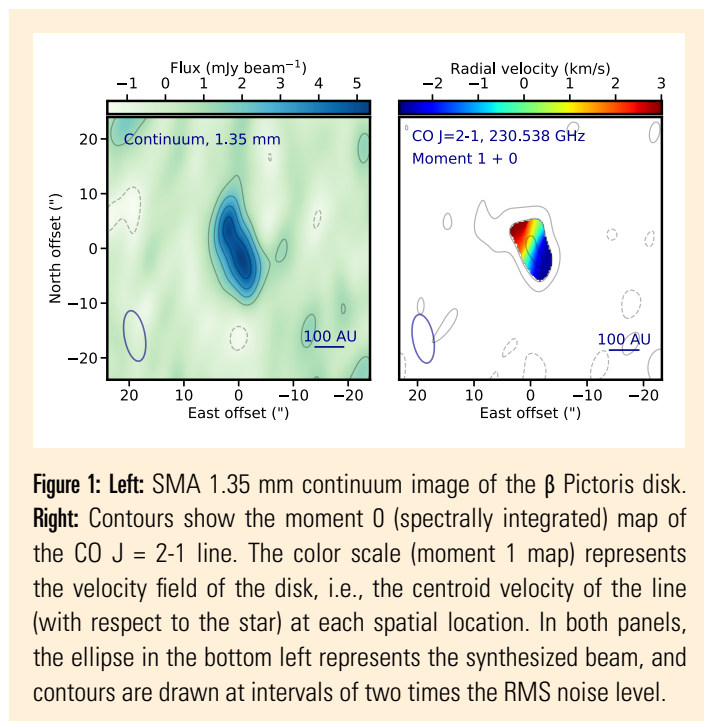 Flux (mJy beam⁻¹)
−1 0 1 2 3 4 5
Continuum, 1.35 mm
100 AU
North offset (")
20
10
0
−10
−20
20 10 0 −10 −20
East offset (")
Radial velocity (km/s)
−2 −1 0 1 2 3
CO J=2-1, 230.538 GHz
Moment 1 + 0
100 AU
20 10 0 −10 −20
East offset (")
Figure 1: Left: SMA 1.35 mm continuum image of the β Pictoris disk.
Right: Contours show the moment 0 (spectrally integrated) map of
the CO J = 2-1 line. The color scale (moment 1 map) represents
the velocity field of the disk, i.e., the centroid velocity of the line
(with respect to the star) at each spatial location. In both panels,
the ellipse in the bottom left represents the synthesized beam, and
contours are drawn at intervals of two times the RMS noise level.